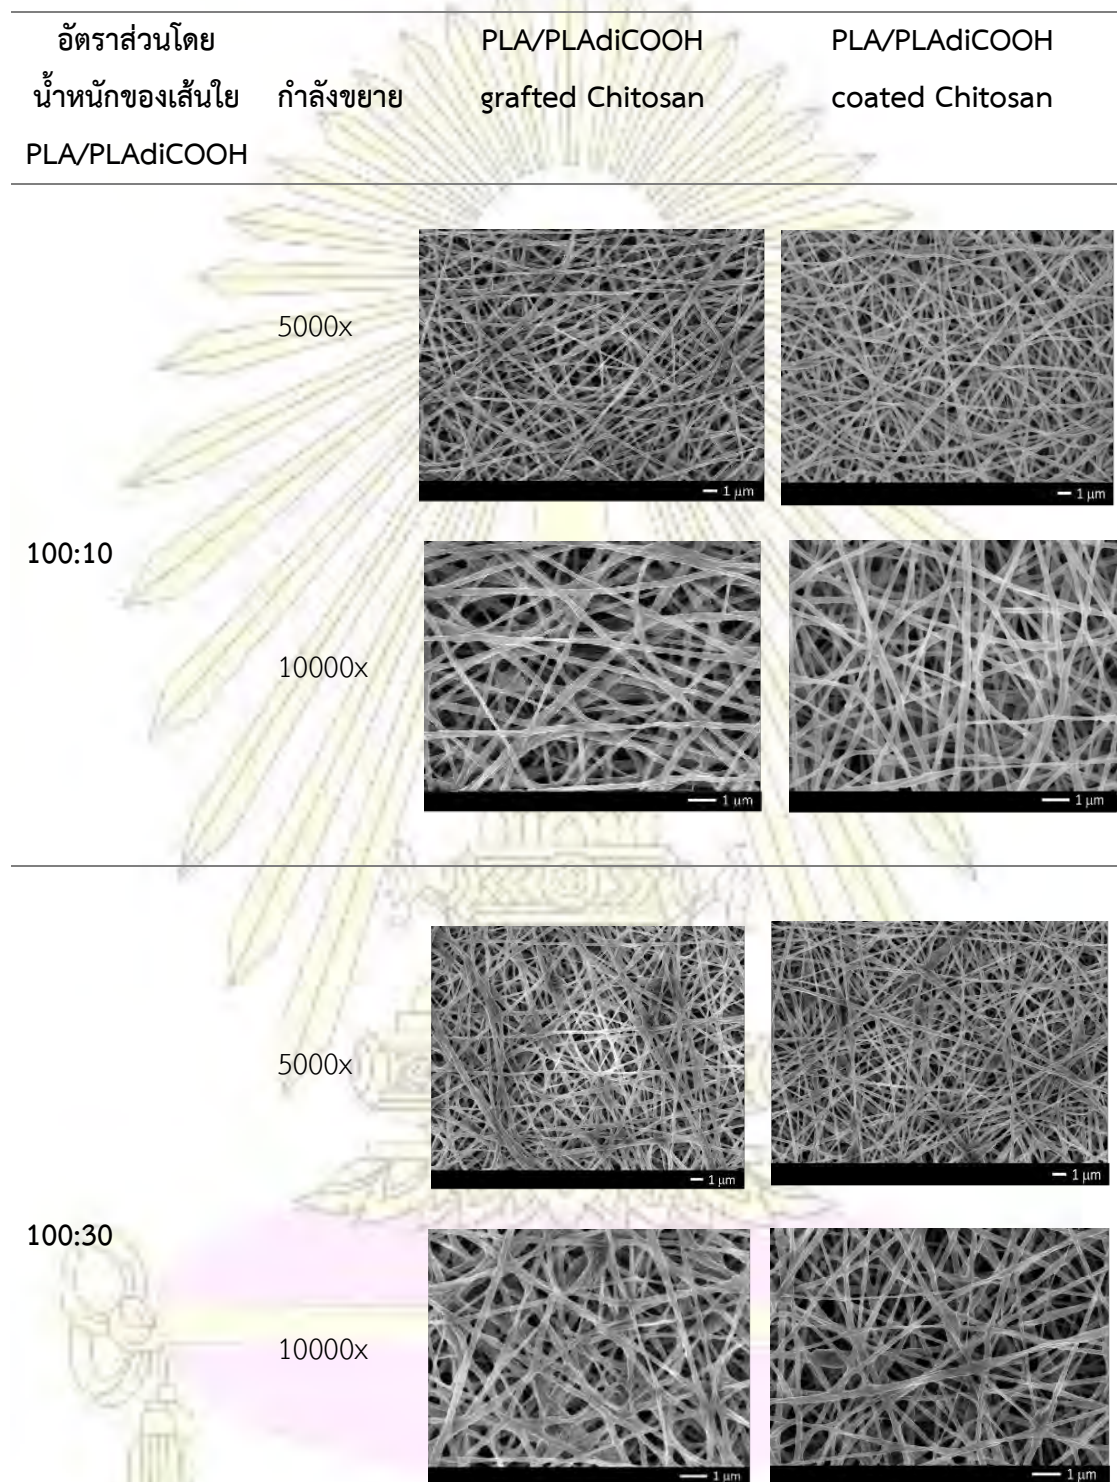 อัตราส่วนโดย
น้ำหนักของเส้นใย
PLA/PLAdiCOOH
กำลังขยาย
PLA/PLAdiCOOH
grafted Chitosan
PLA/PLAdiCOOH
coated Chitosan
100:10
5000x
1 μm
1 μm
10000x
1 μm
1 μm
100:30
5000x
1 μm
1 μm
10000x
1 μm
1 μm